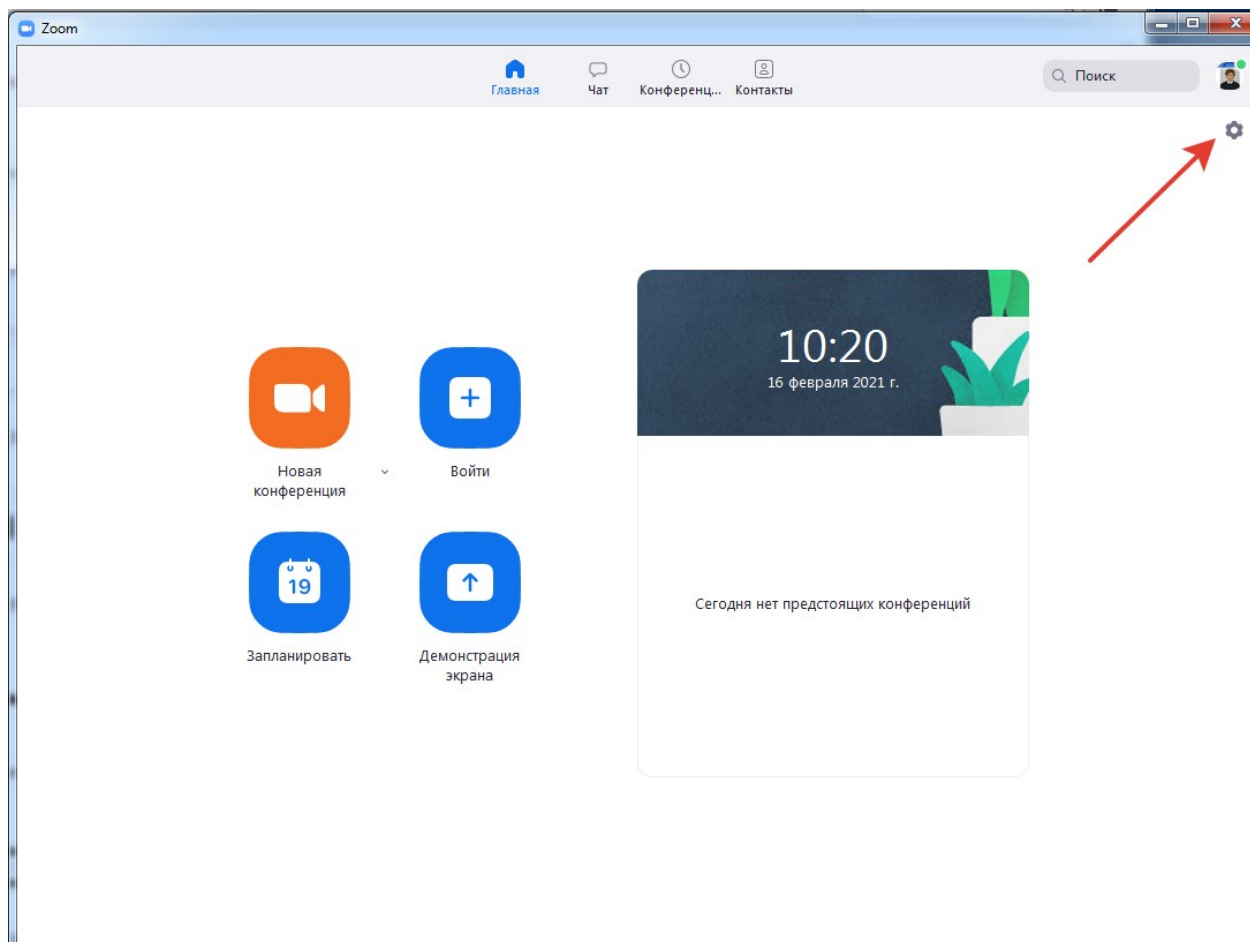 Zoom
Главная
Чат
Конференц...
Контакты
Поиск
10:20
16 февраля 2021 г.
Новая
конференция
Войти
19
Запланировать
Демонстрация
экрана
Сегодня нет предстоящих конференций